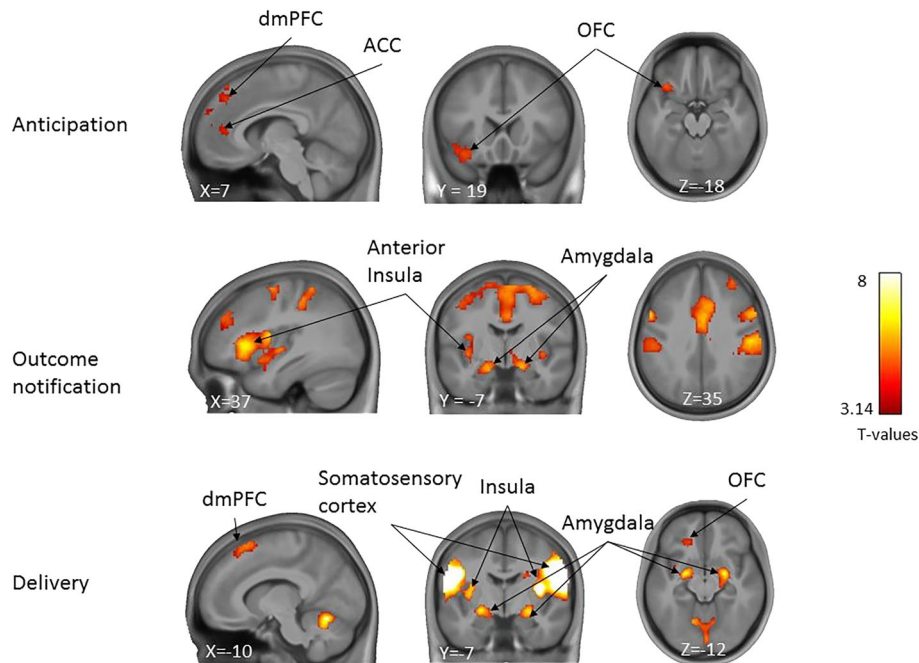 dmPFC
ACC
OFC
Anticipation
X=7
Y = 19
Z=-18
Anterior
Insula
Amygdala
8
Outcome
notification
X=37
Y = -7
Z=35
3.14
T-values
Somatosensory
cortex
Insula
OFC
dmPFC
Amygdala
Delivery
X=-10
Y=-7
Z=-12